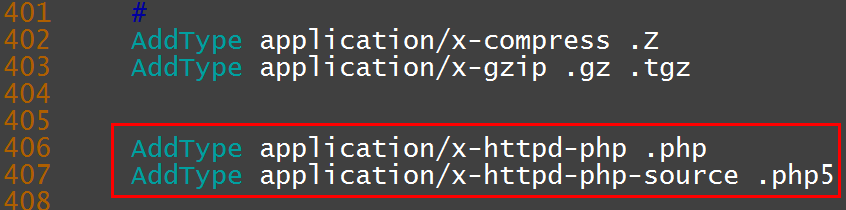 401 #
402 AddType application/x-compress .Z
403 AddType application/x-gzip .gz .tgz
404
405
406 AddType application/x-httpd-php .php
407 AddType application/x-httpd-php-source .php5
408